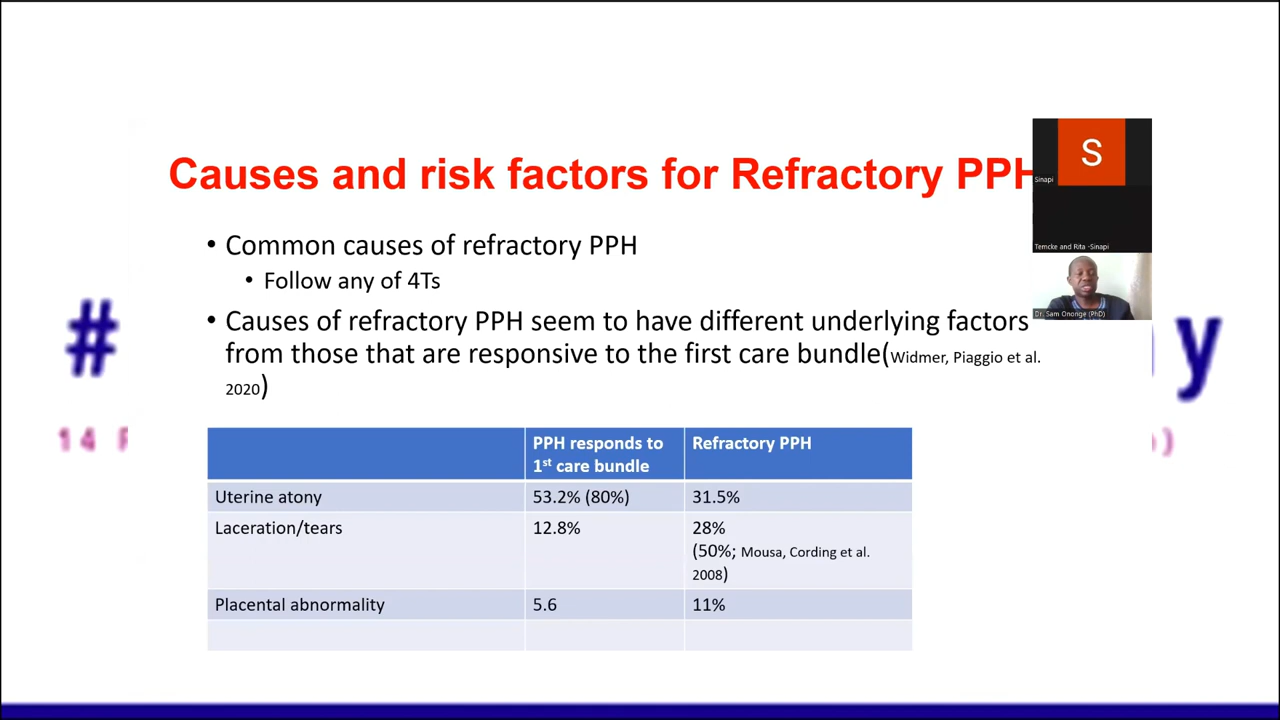 Causes and risk factors for Refractory PPH
S
Sinapi
Temcke and Rita -Sinapi
Dr. Sam Ononge (PhD)
• Common causes of refractory PPH
• Follow any of 4Ts
• Causes of refractory PPH seem to have different underlying factors
from those that are responsive to the first care bundle(Widmer, Piaggio et al.
2020)
PPH responds to
1st care bundle
Refractory PPH
Uterine atony
53.2% (80%)
31.5%
Laceration/tears
12.8%
28%
(50%; Mousa, Cording et al.
2008)
Placental abnormality
5.6
11%
#
y
14 F
)